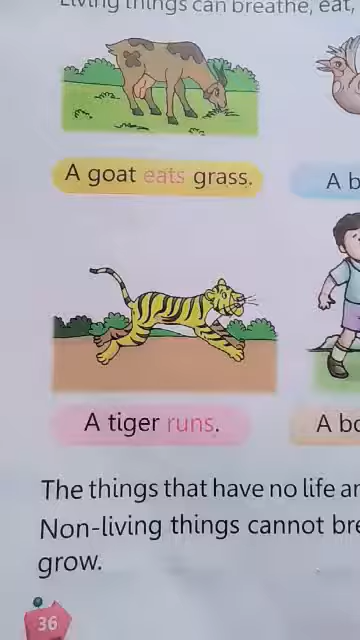 Living things can breathe, eat,
A goat eats grass.
A b
A tiger runs.
A bo
The things that have no life ar
Non-living things cannot bre
grow.
36